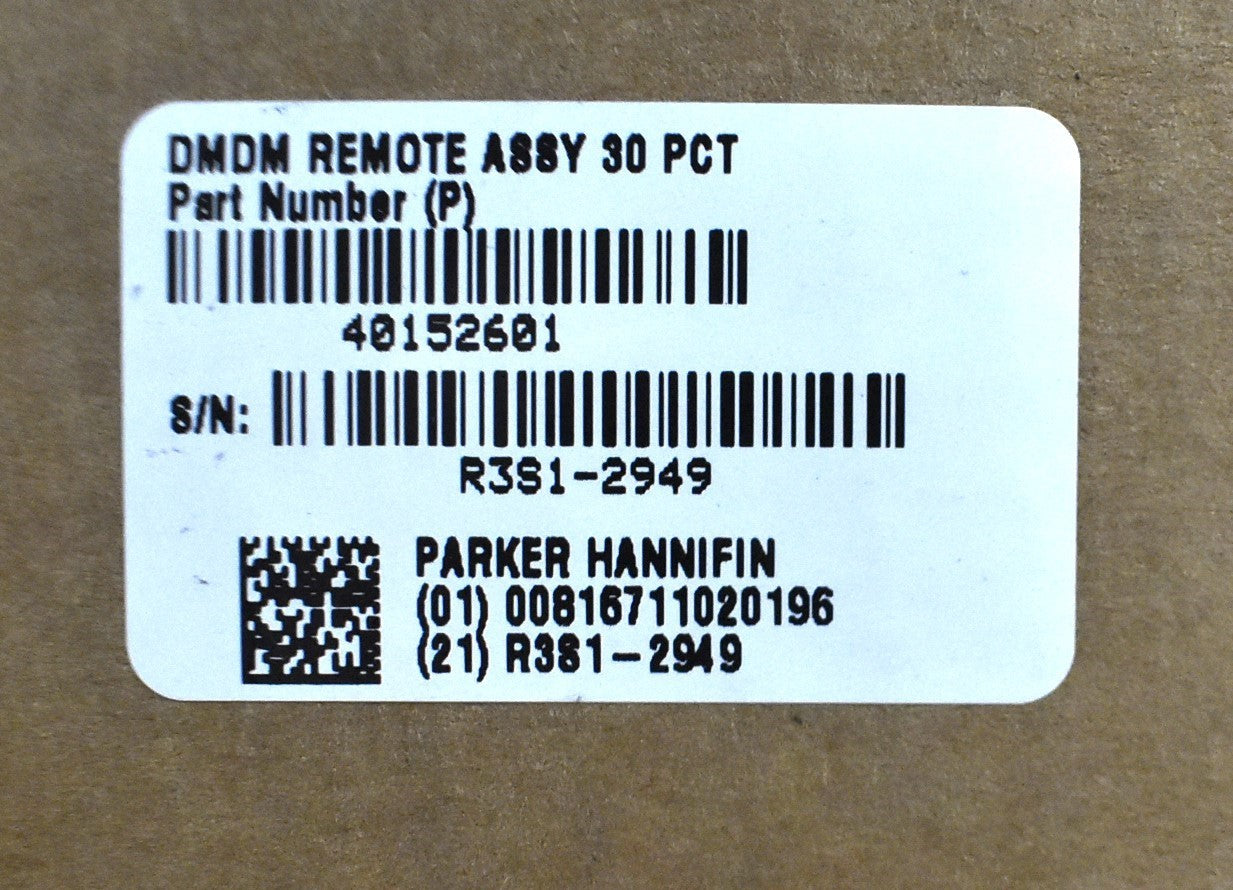 DMDM REMOTE ASSY 30 PCT
Part Number (P)
40152601
S/N:
R3S1-2949
PARKER HANNIFIN
(01) 00816711020196
(21) R3S1-2949